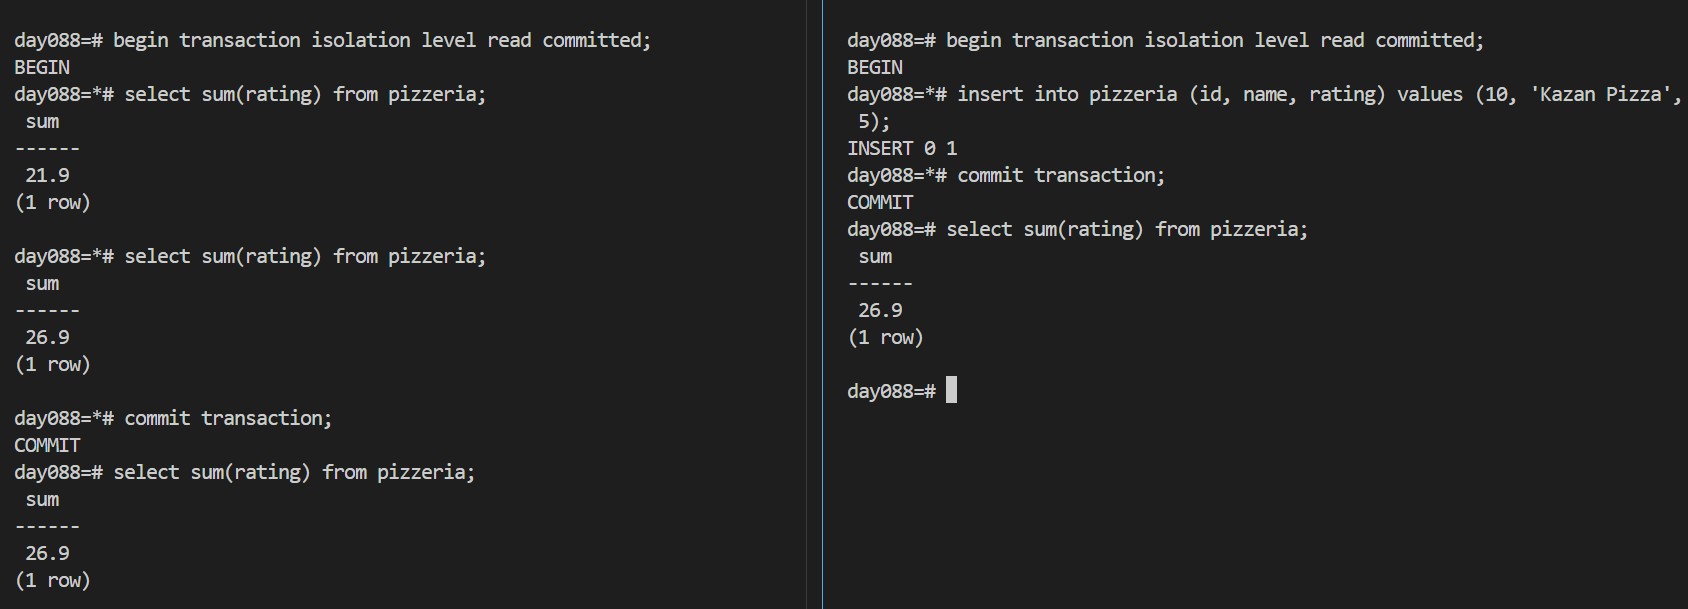 day088=# begin transaction isolation level read committed;
BEGIN
day088=*# select sum(rating) from pizzeria;
 sum
------
 21.9
(1 row)

day088=*# select sum(rating) from pizzeria;
 sum
------
 26.9
(1 row)

day088=*# commit transaction;
COMMIT
day088=# select sum(rating) from pizzeria;
 sum
------
 26.9
(1 row)

day088=# begin transaction isolation level read committed;
BEGIN
day088=*# insert into pizzeria (id, name, rating) values (10, 'Kazan Pizza',
 5);
INSERT 0 1
day088=*# commit transaction;
COMMIT
day088=# select sum(rating) from pizzeria;
 sum
------
 26.9
(1 row)

day088=#